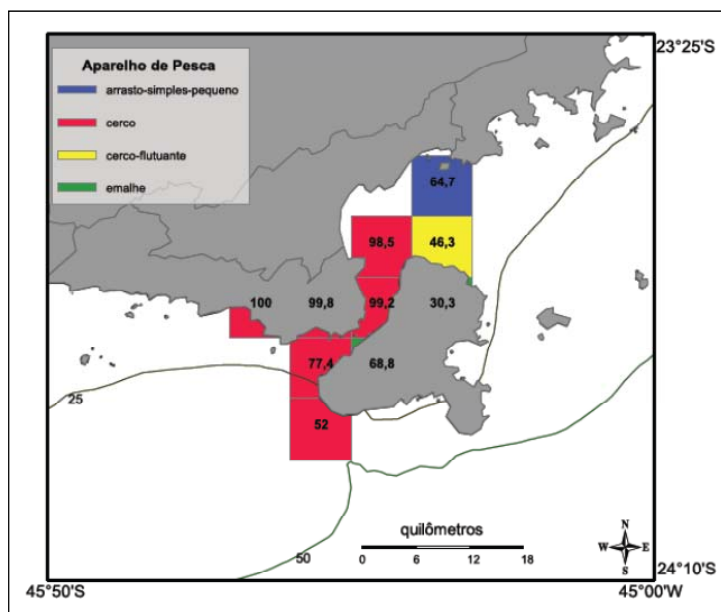 23°25'S
Aparelho de Pesca
arrasto-simples-pequeno
cerco
cerco-flutuante
emalhe
64,7
98,5
46,3
100
99,8
99,2
30,3
77,4
68,8
25
52
quilômetros
50
0
6
12
18
N
W
E
S
24°10'S
45°50'S
45°00'W